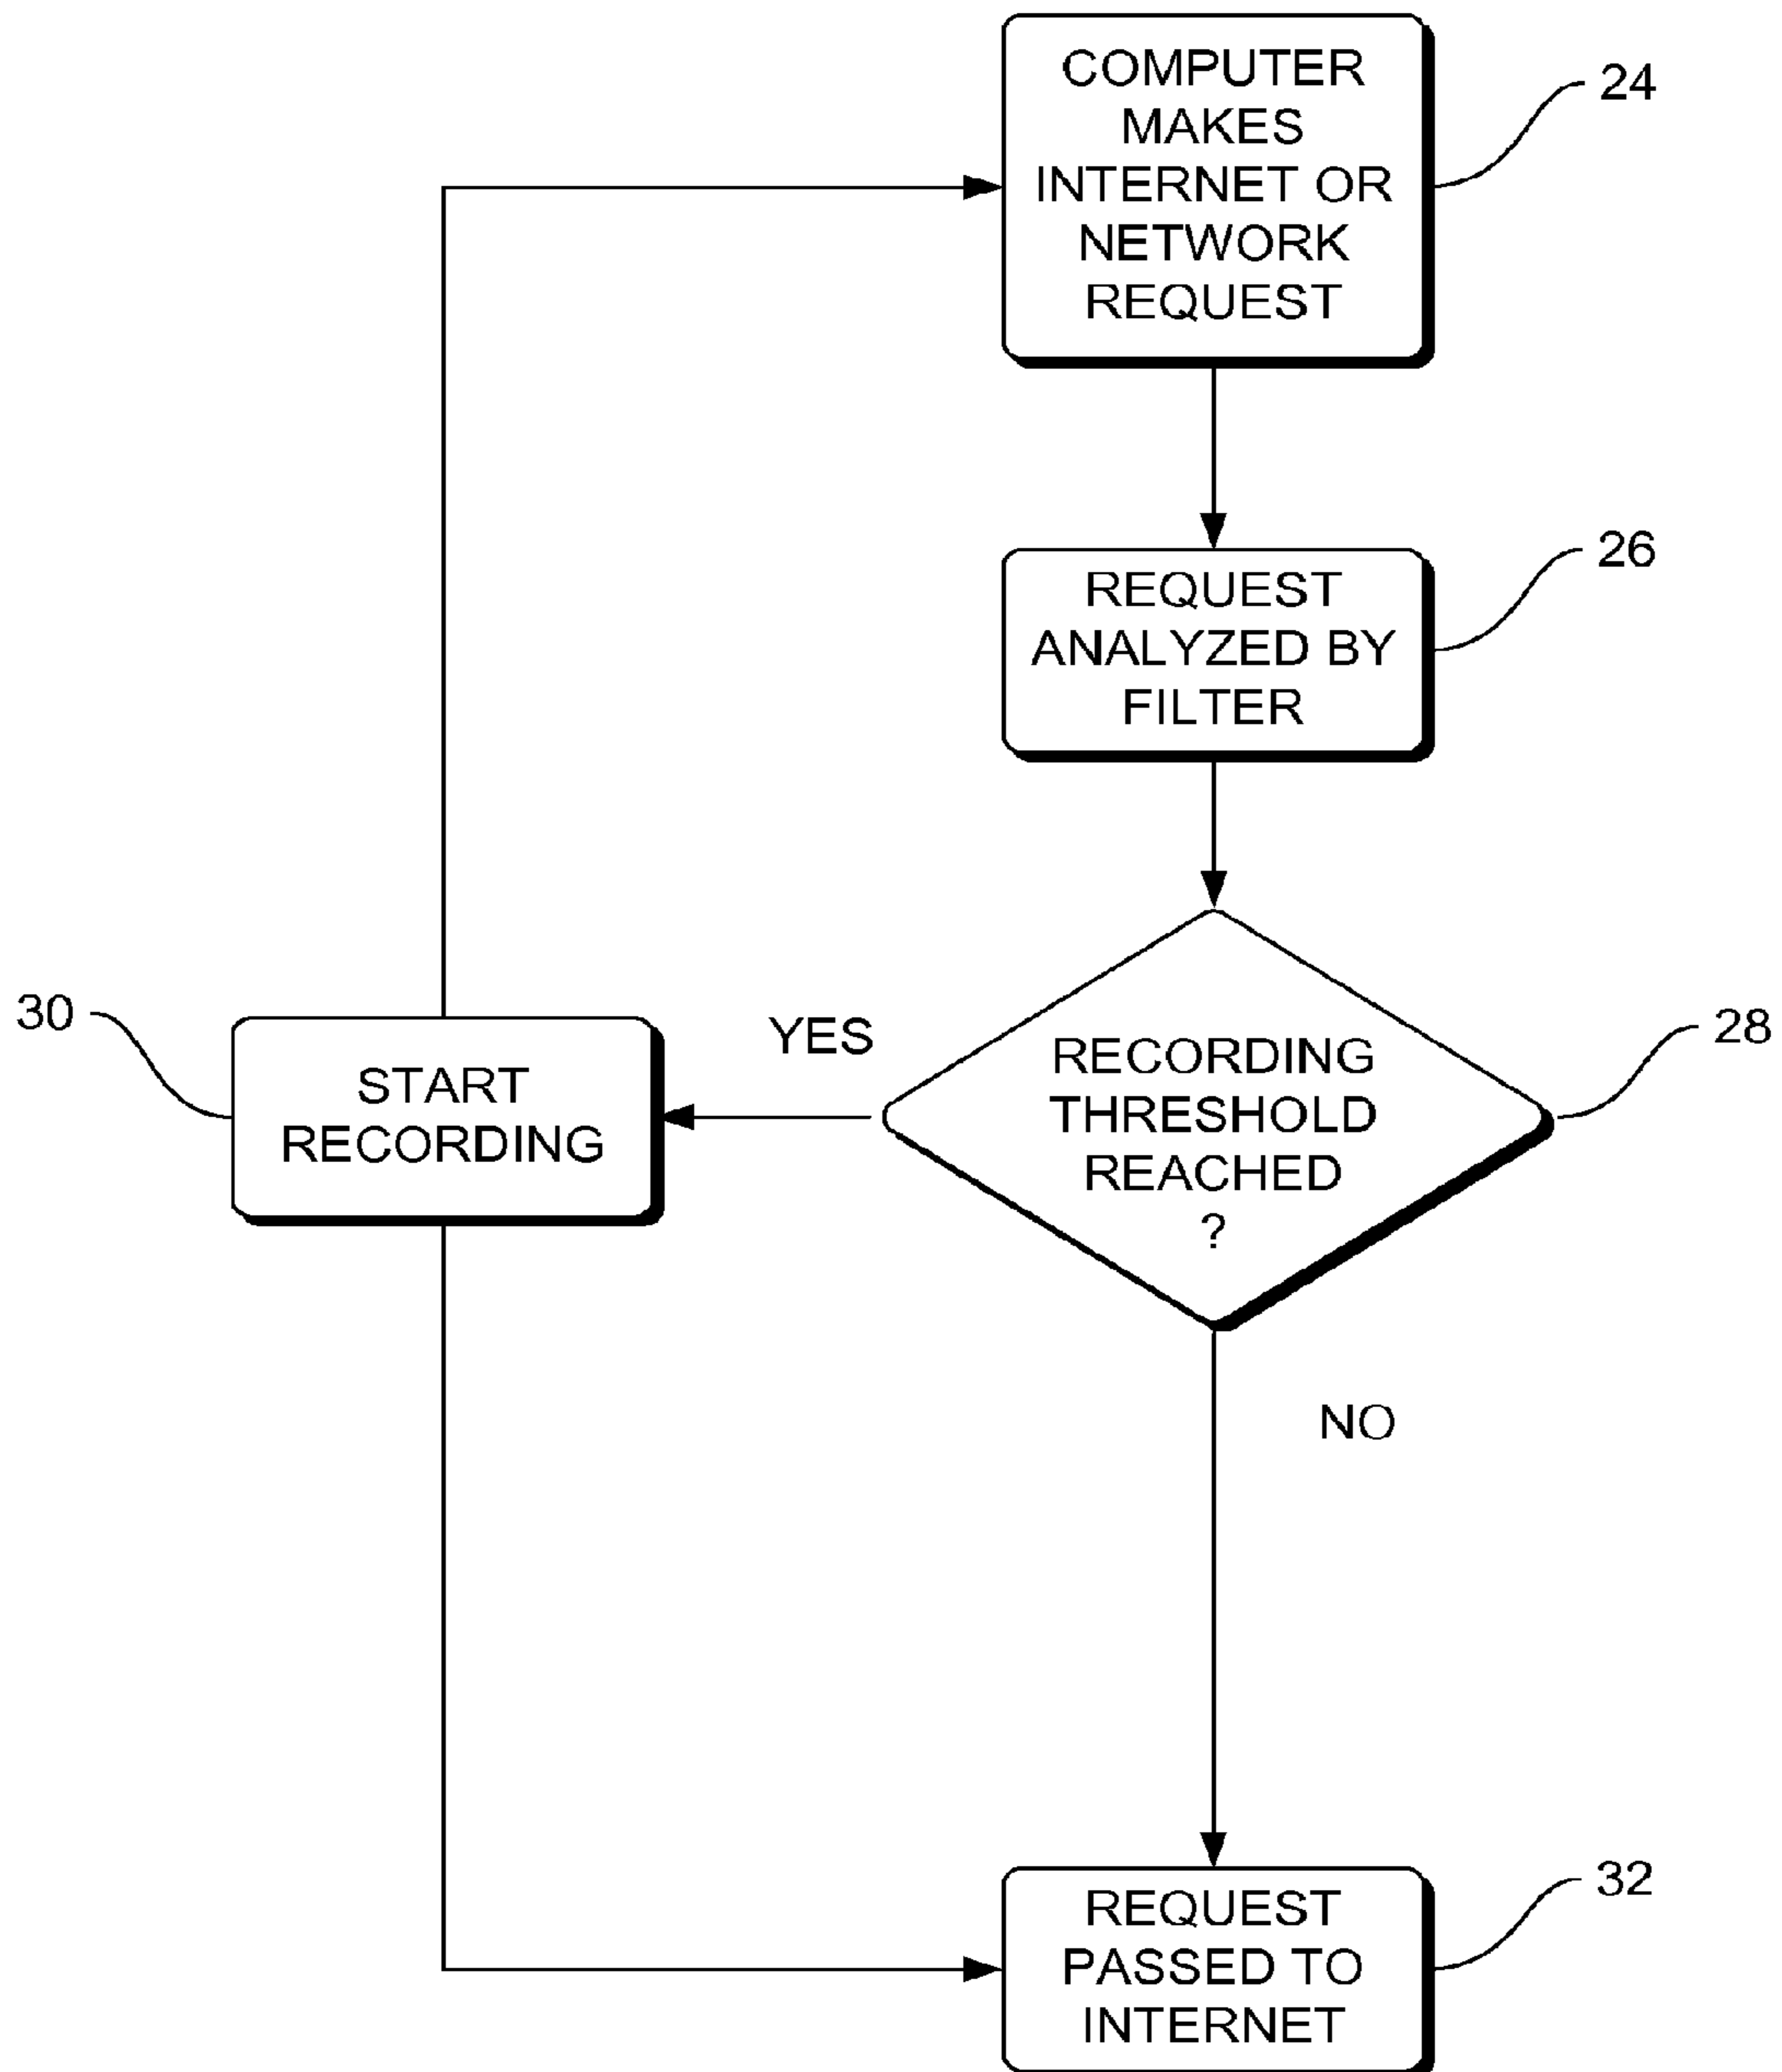 COMPUTER
MAKES
INTERNET OR
NETWORK
REQUEST
24
REQUEST
ANALYZED BY
FILTER
26
RECORDING
THRESHOLD
REACHED
?
28
YES
30
START
RECORDING
NO
REQUEST
PASSED TO
INTERNET
32